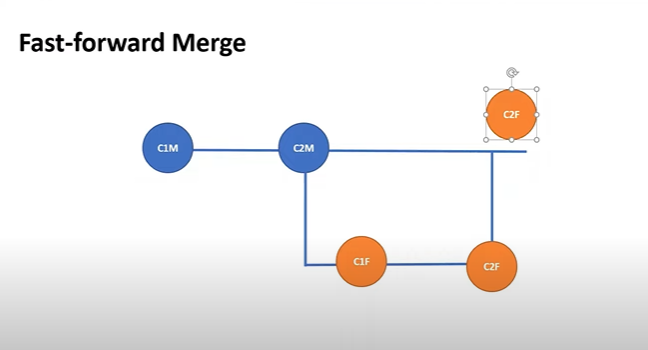 Fast-forward Merge
C2F
C1M
C2M
C1F
C2F